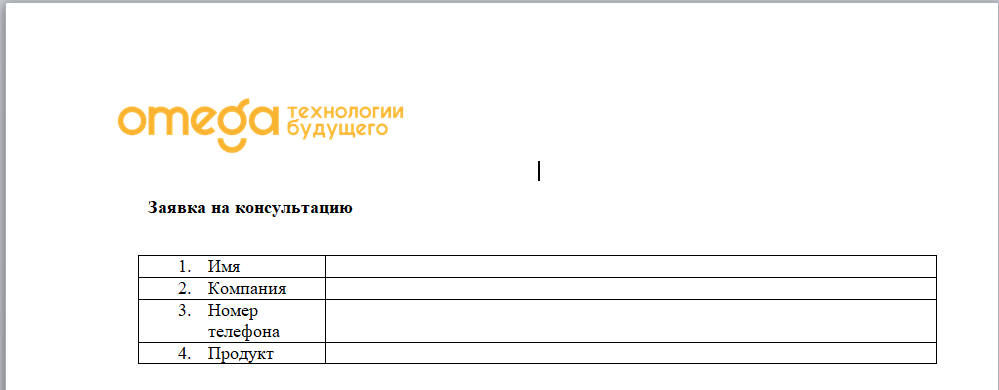 omega технологии
будущего
Заявка на консультацию
1. Имя
2. Компания
3. Номер
телефона
4. Продукт